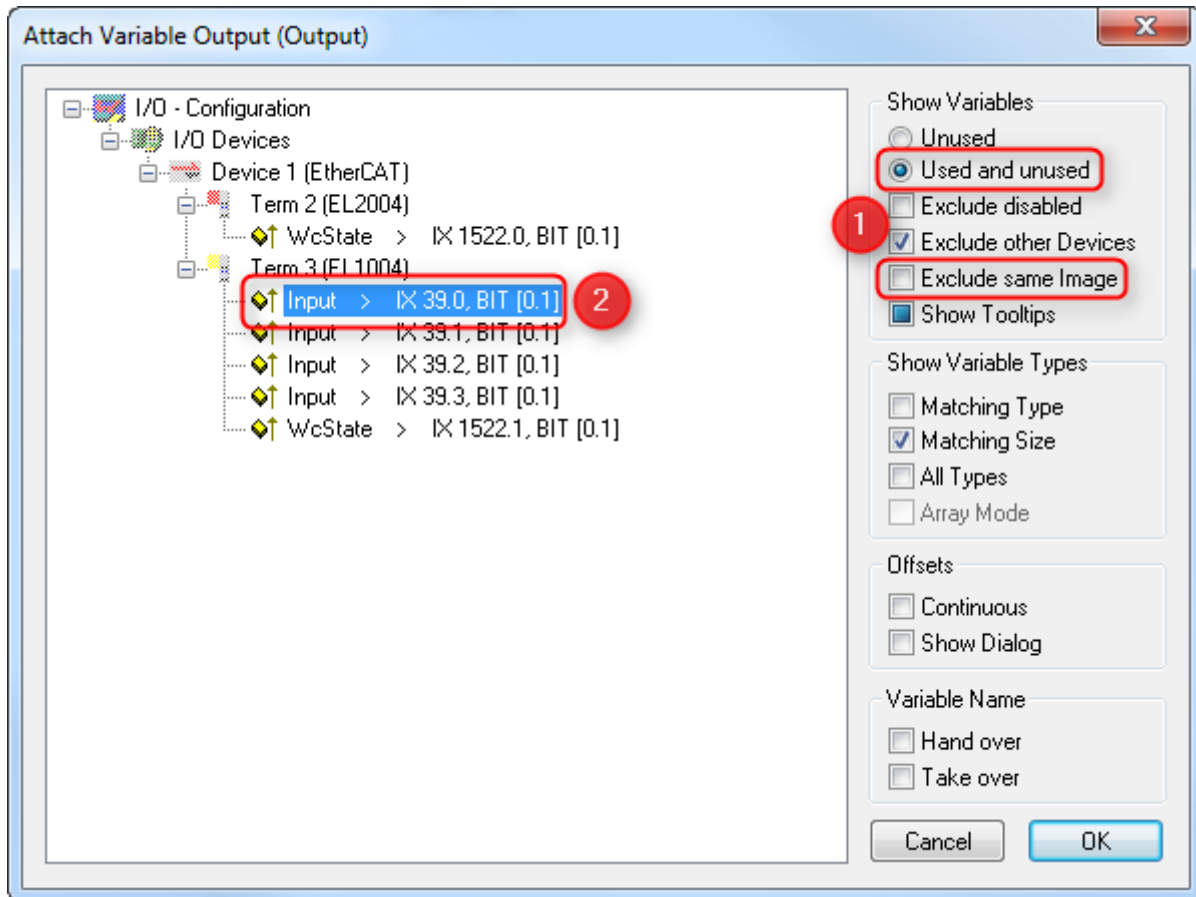 Attach Variable Output (Output)
I/O - Configuration
I/O Devices
Device 1 (EtherCAT)
Term 2 (EL2004)
WcState > IX 1522.0, BIT [0.1]
Term 3 (EL1004)
Input > IX 39.0, BIT [0.1]
2
Input > IX 39.1, BIT [0.1]
Input > IX 39.2, BIT [0.1]
Input > IX 39.3, BIT [0.1]
WcState > IX 1522.1, BIT [0.1]
Show Variables
Unused
Used and unused
1
Exclude disabled
Exclude other Devices
Exclude same Image
Show Tooltips
Show Variable Types
Matching Type
Matching Size
All Types
Array Mode
Offsets
Continuous
Show Dialog
Variable Name
Hand over
Take over
Cancel
OK